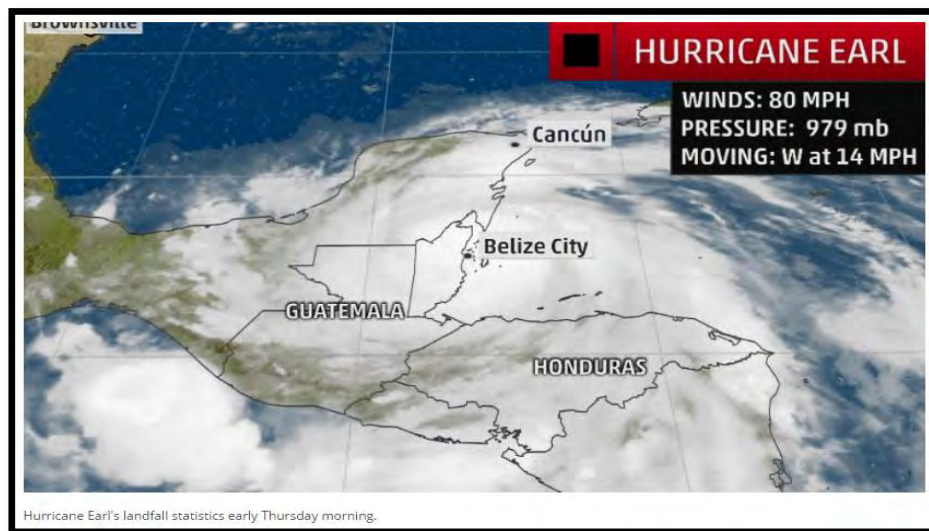 Brownsville
HURRICANE EARL
WINDS: 80 MPH
PRESSURE: 979 mb
MOVING: W at 14 MPH
Cancún
Belize City
GUATEMALA
HONDURAS
Hurricane Earl's landfall statistics early Thursday morning.